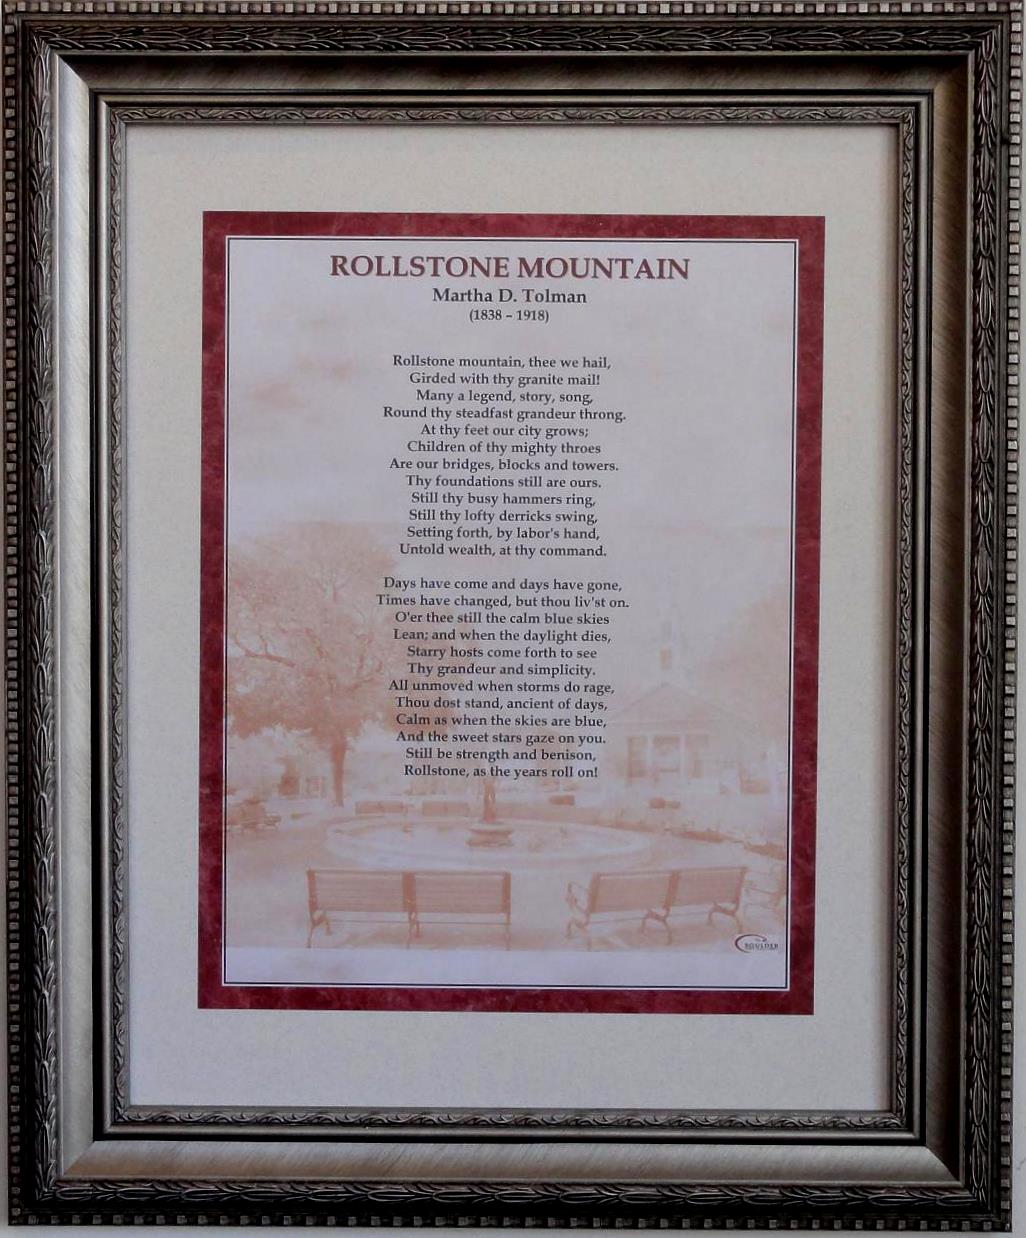 ROLLSTONE MOUNTAIN
Martha D. Tolman
(1838 – 1918)
Rollstone mountain, thee we hail,
Girded with thy granite mail!
Many a legend, story, song,
Round thy steadfast grandeur throng.
At thy feet our city grows;
Children of thy mighty throes
Are our bridges, blocks and towers.
Thy foundations still are ours.
Still thy busy hammers ring,
Still thy lofty derricks swing,
Setting forth, by labor's hand,
Untold wealth, at thy command.
Days have come and days have gone,
Times have changed, but thou liv'st on.
O'er thee still the calm blue skies
Lean; and when the daylight dies,
Starry hosts come forth to see
Thy grandeur and simplicity.
All unmoved when storms do rage,
Thou dost stand, ancient of days,
Calm as when the skies are blue,
And the sweet stars gaze on you.
Still be strength and benison,
Rollstone, as the years roll on!
BOULDER